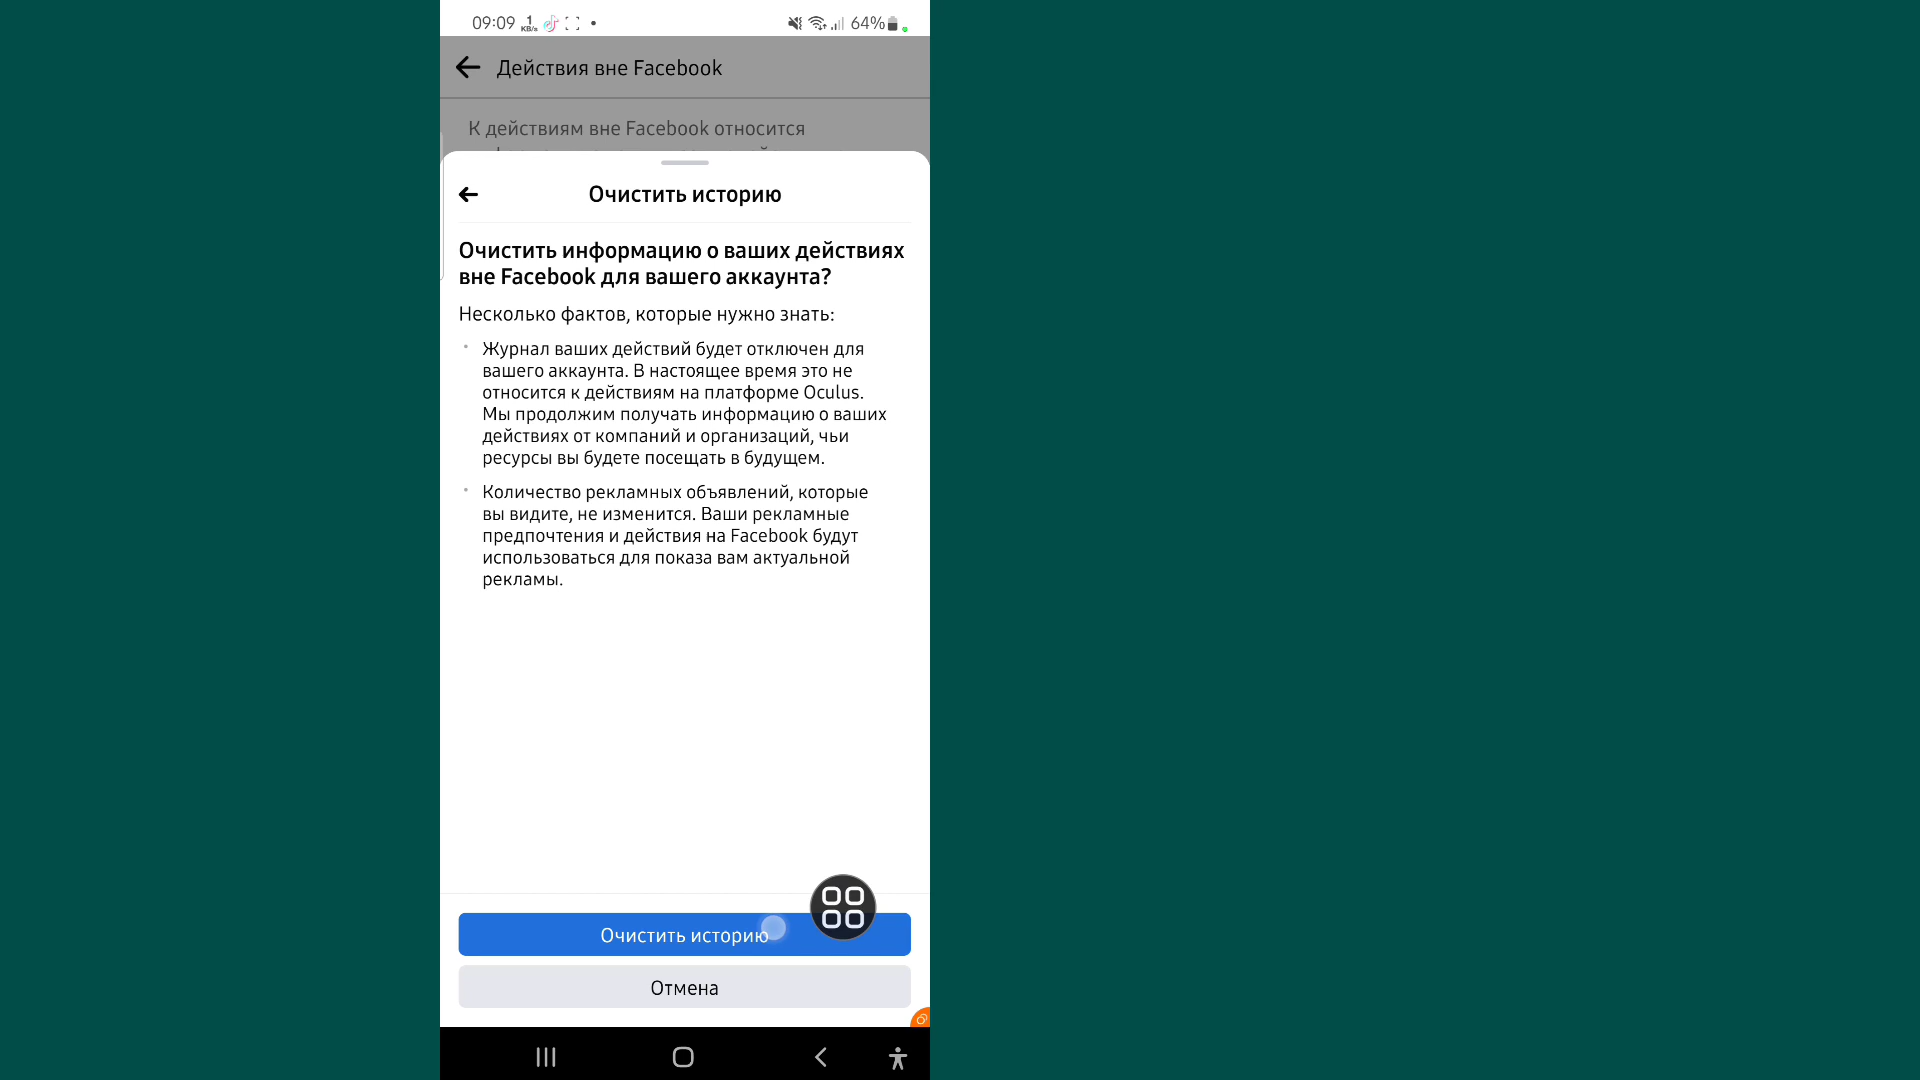 09:09 1 KB/s 64%
Действия вне Facebook
К действиям вне Facebook относится
Очистить историю
Очистить информацию о ваших действиях
вне Facebook для вашего аккаунта?
Несколько фактов, которые нужно знать:
Журнал ваших действий будет отключен для
вашего аккаунта. В настоящее время это не
относится к действиям на платформе Oculus.
Мы продолжим получать информацию о ваших
действиях от компаний и организаций, чьи
ресурсы вы будете посещать в будущем.
Количество рекламных объявлений, которые
вы видите, не изменится. Ваши рекламные
предпочтения и действия на Facebook будут
использоваться для показа вам актуальной
рекламы.
Очистить историю
Отмена